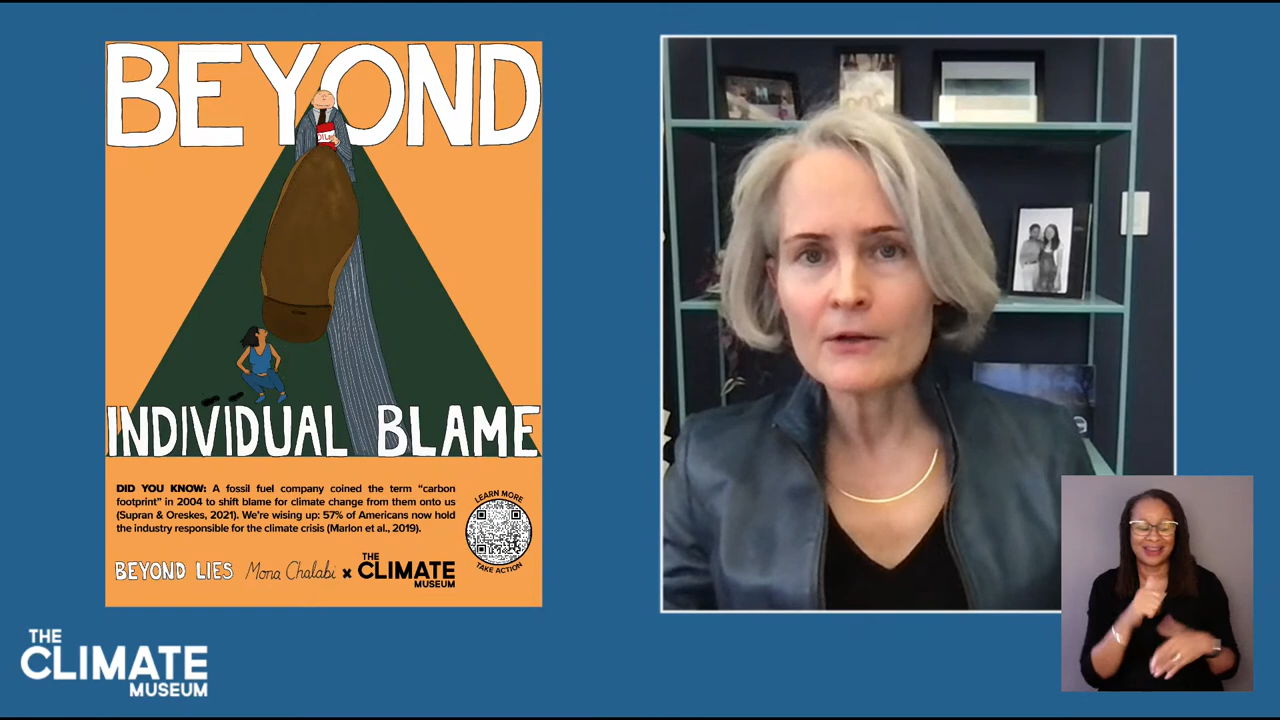 BEYOND
OIL
INDIVIDUAL BLAME
DID YOU KNOW: A fossil fuel company coined the term “carbon
footprint” in 2004 to shift blame for climate change from them onto us
(Supran & Oreskes, 2021). We're wising up: 57% of Americans now hold
the industry responsible for the climate crisis (Marlon et al., 2019).
LEARN MORE
TAKE ACTION
BEYOND LIES Mona Chalabi x THE CLIMATE MUSEUM
THE
CLIMATE
MUSEUM